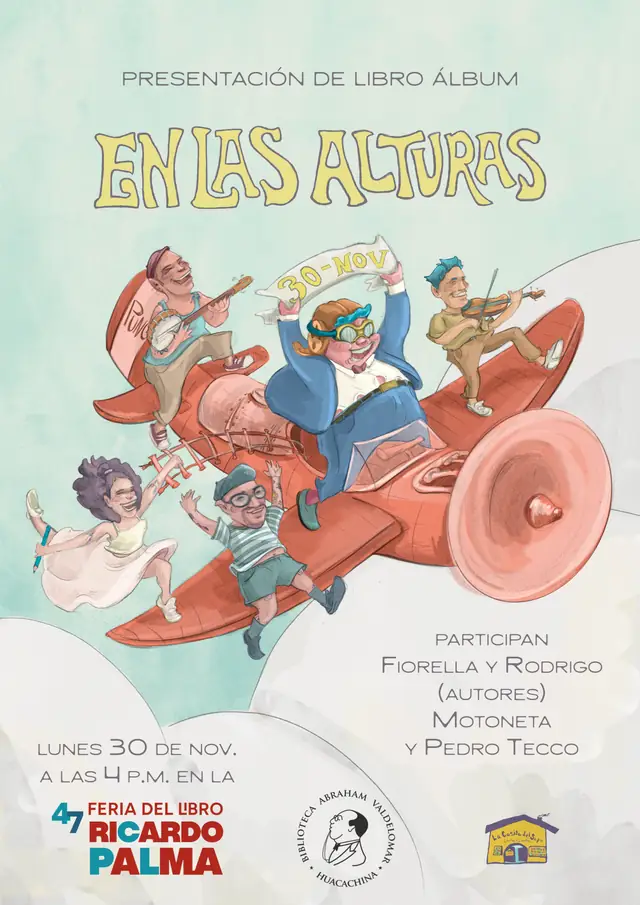 PRESENTACIÓN DE LIBRO ÁLBUM
EN LAS ALTURAS
30-NOV
PARTICIPAN
FIORELLA Y RODRIGO
(AUTORES)
MOTONETA
Y PEDRO TECCO
LUNES 30 DE NOV.
A LAS 4 P.M. EN LA
47 FERIA DEL LIBRO
RICARDO
PALMA
BIBLIOTECA ABRAHAM VALDELOMAR
• HUACACHINA •